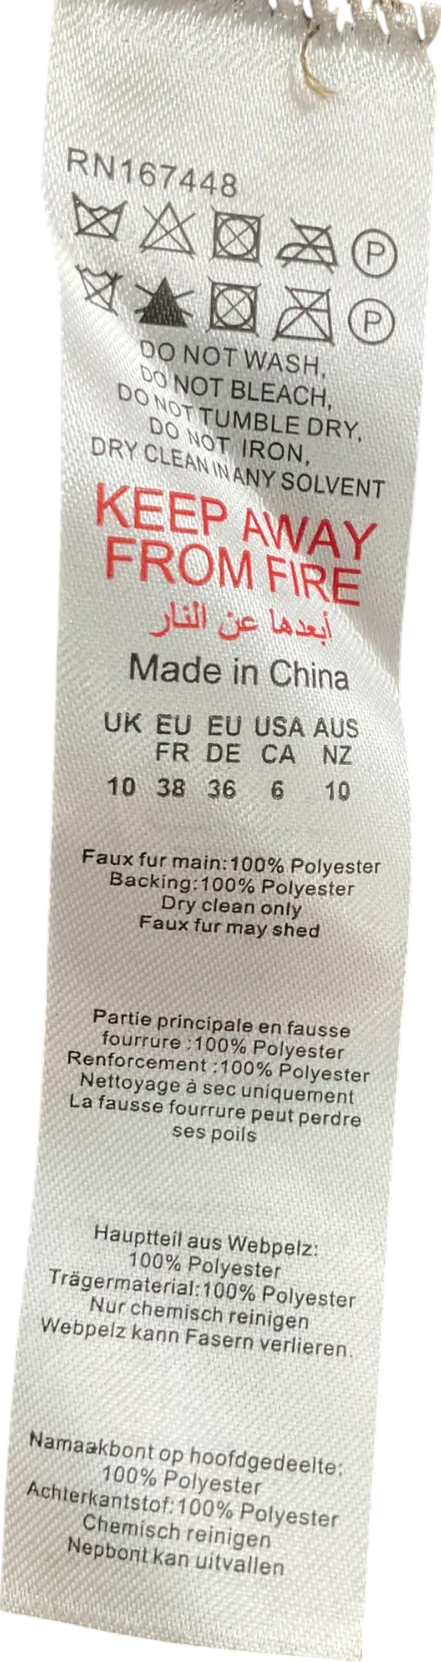 RN167448
P
P
DO NOT WASH,
DO NOT BLEACH,
DO NOT TUMBLE DRY,
DO NOT IRON,
DRY CLEAN IN ANY SOLVENT
KEEP AWAY
FROM FIRE
أبعدها عن النار
Made in China
UK EU EU USA AUS
FR DE CA NZ
10 38 36 6 10
Faux fur main:100% Polyester
Backing:100% Polyester
Dry clean only
Faux fur may shed
Partie principale en fausse
fourrure :100% Polyester
Renforcement :100% Polyester
Nettoyage à sec uniquement
La fausse fourrure peut perdre
ses poils
Hauptteil aus Webpelz:
100% Polyester
Trägermaterial:100% Polyester
Nur chemisch reinigen
Webpelz kann Fasern verlieren.
Namaakbont op hoofdgedeelte:
100% Polyester
Achterkantstof:100% Polyester
Chemisch reinigen
Nepbont kan uitvallen